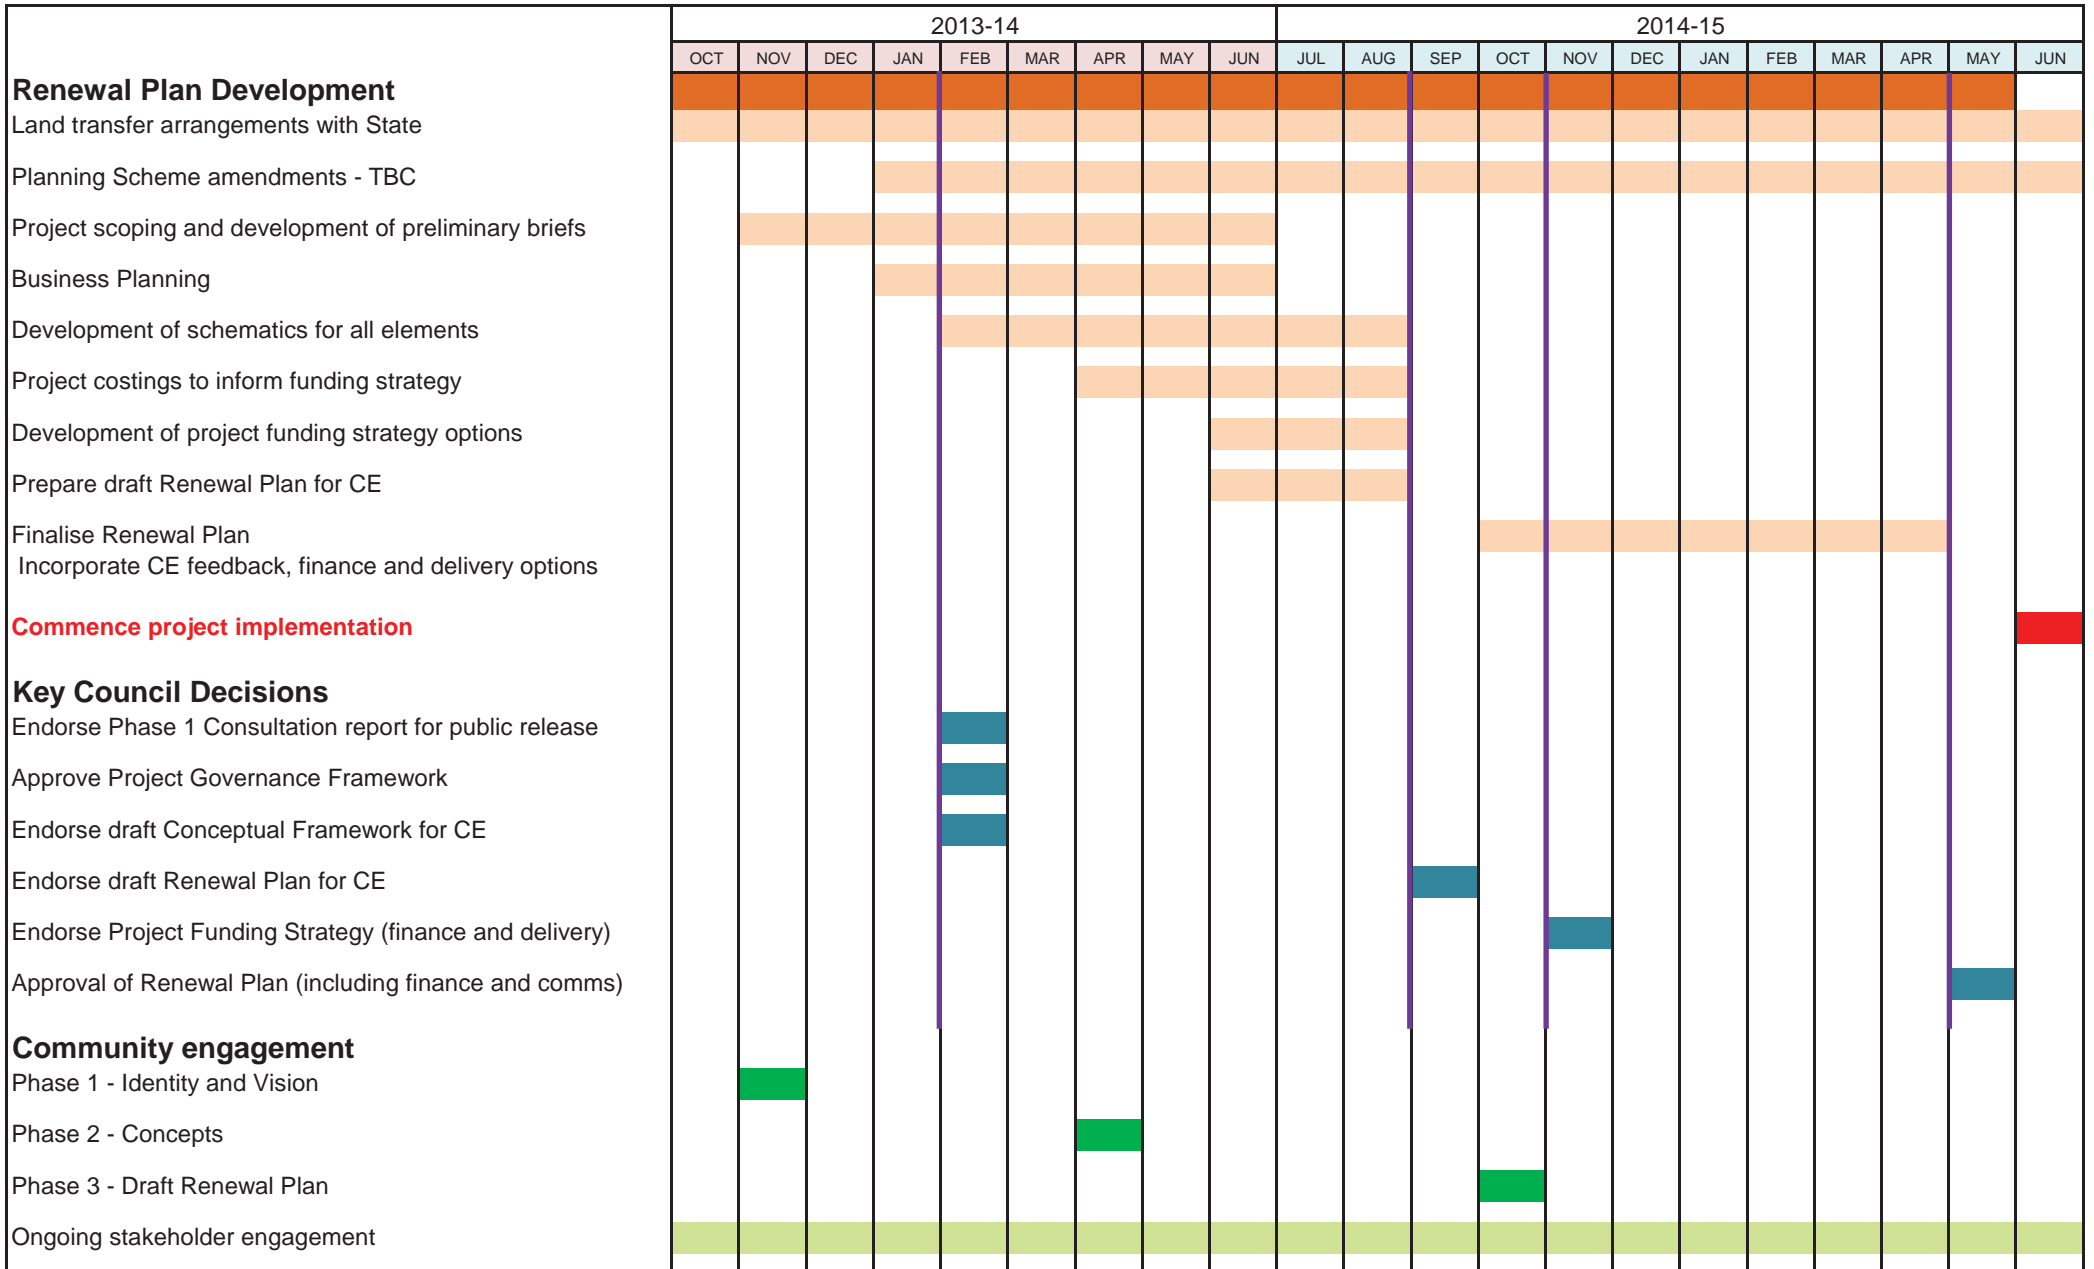 2013-14 2014-15
OCT NOV DEC JAN FEB MAR APR MAY JUN JUL AUG SEP OCT NOV DEC JAN FEB MAR APR MAY JUN
Renewal Plan Development
Land transfer arrangements with State
Planning Scheme amendments - TBC
Project scoping and development of preliminary briefs
Business Planning
Development of schematics for all elements
Project costings to inform funding strategy
Development of project funding strategy options
Prepare draft Renewal Plan for CE
Finalise Renewal Plan
Incorporate CE feedback, finance and delivery options
Commence project implementation
Key Council Decisions
Endorse Phase 1 Consultation report for public release
Approve Project Governance Framework
Endorse draft Conceptual Framework for CE
Endorse draft Renewal Plan for CE
Endorse Project Funding Strategy (finance and delivery)
Approval of Renewal Plan (including finance and comms)
Community engagement
Phase 1 - Identity and Vision
Phase 2 - Concepts
Phase 3 - Draft Renewal Plan
Ongoing stakeholder engagement